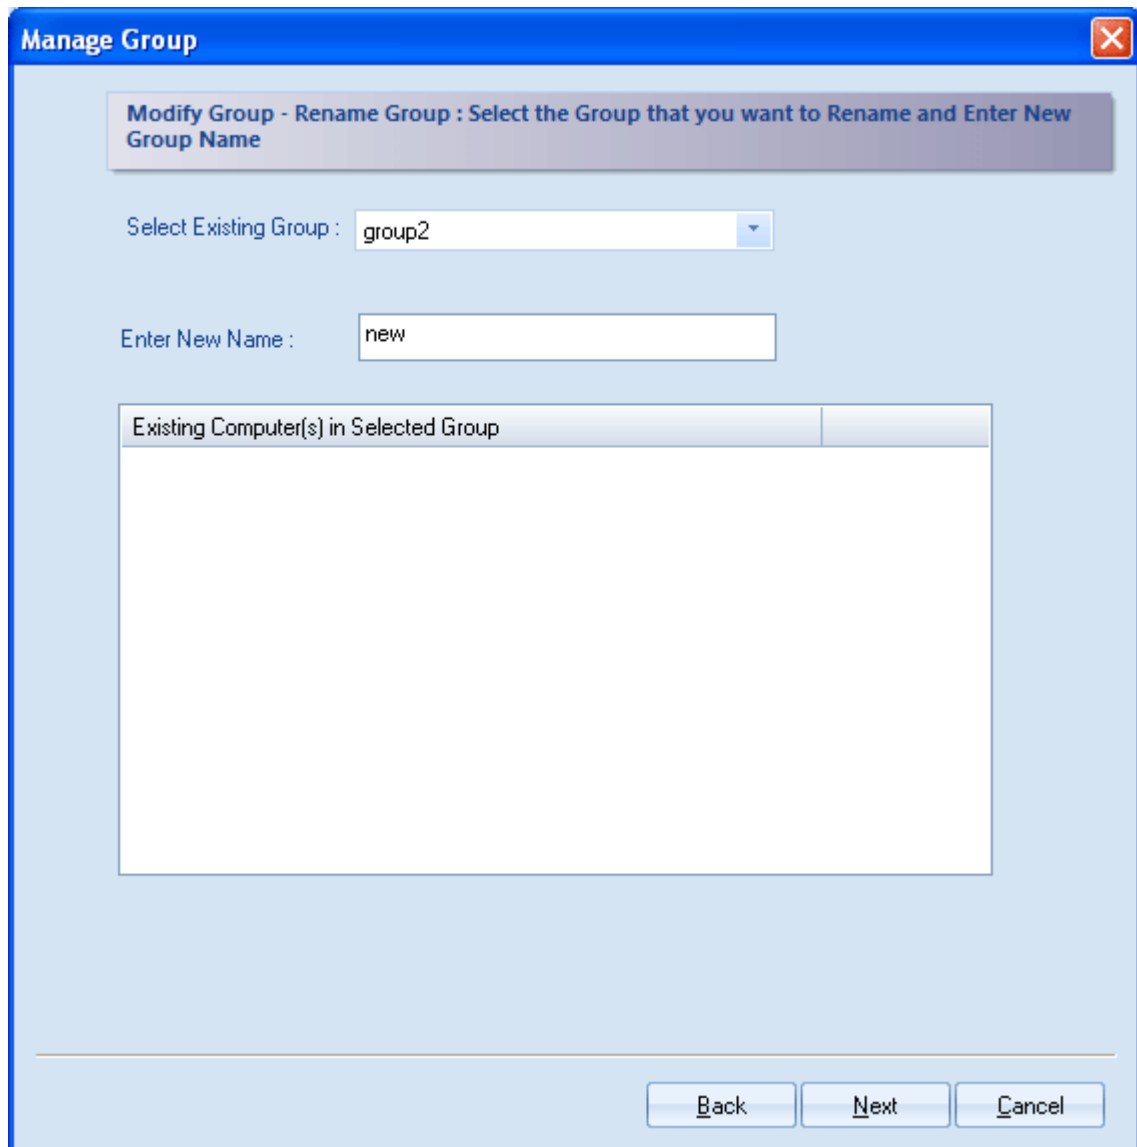 Manage Group
Modify Group - Rename Group : Select the Group that you want to Rename and Enter New
Group Name
Select Existing Group :
group2
Enter New Name :
new
Existing Computer(s) in Selected Group
Back
Next
Cancel